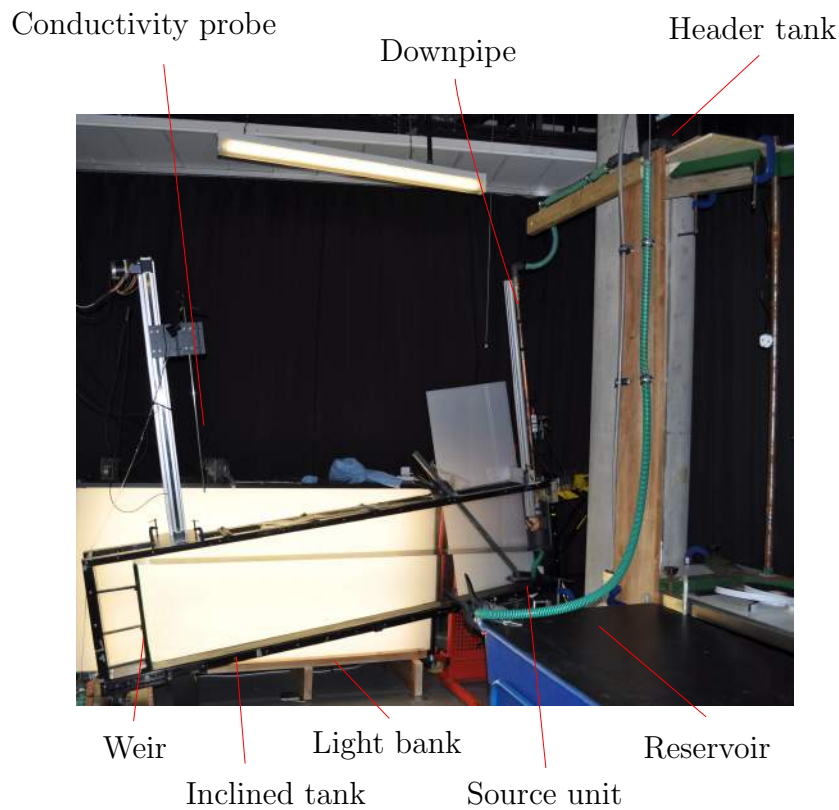 Conductivity probe
Header tank
Downpipe
Weir
Light bank
Reservoir
Inclined tank
Source unit